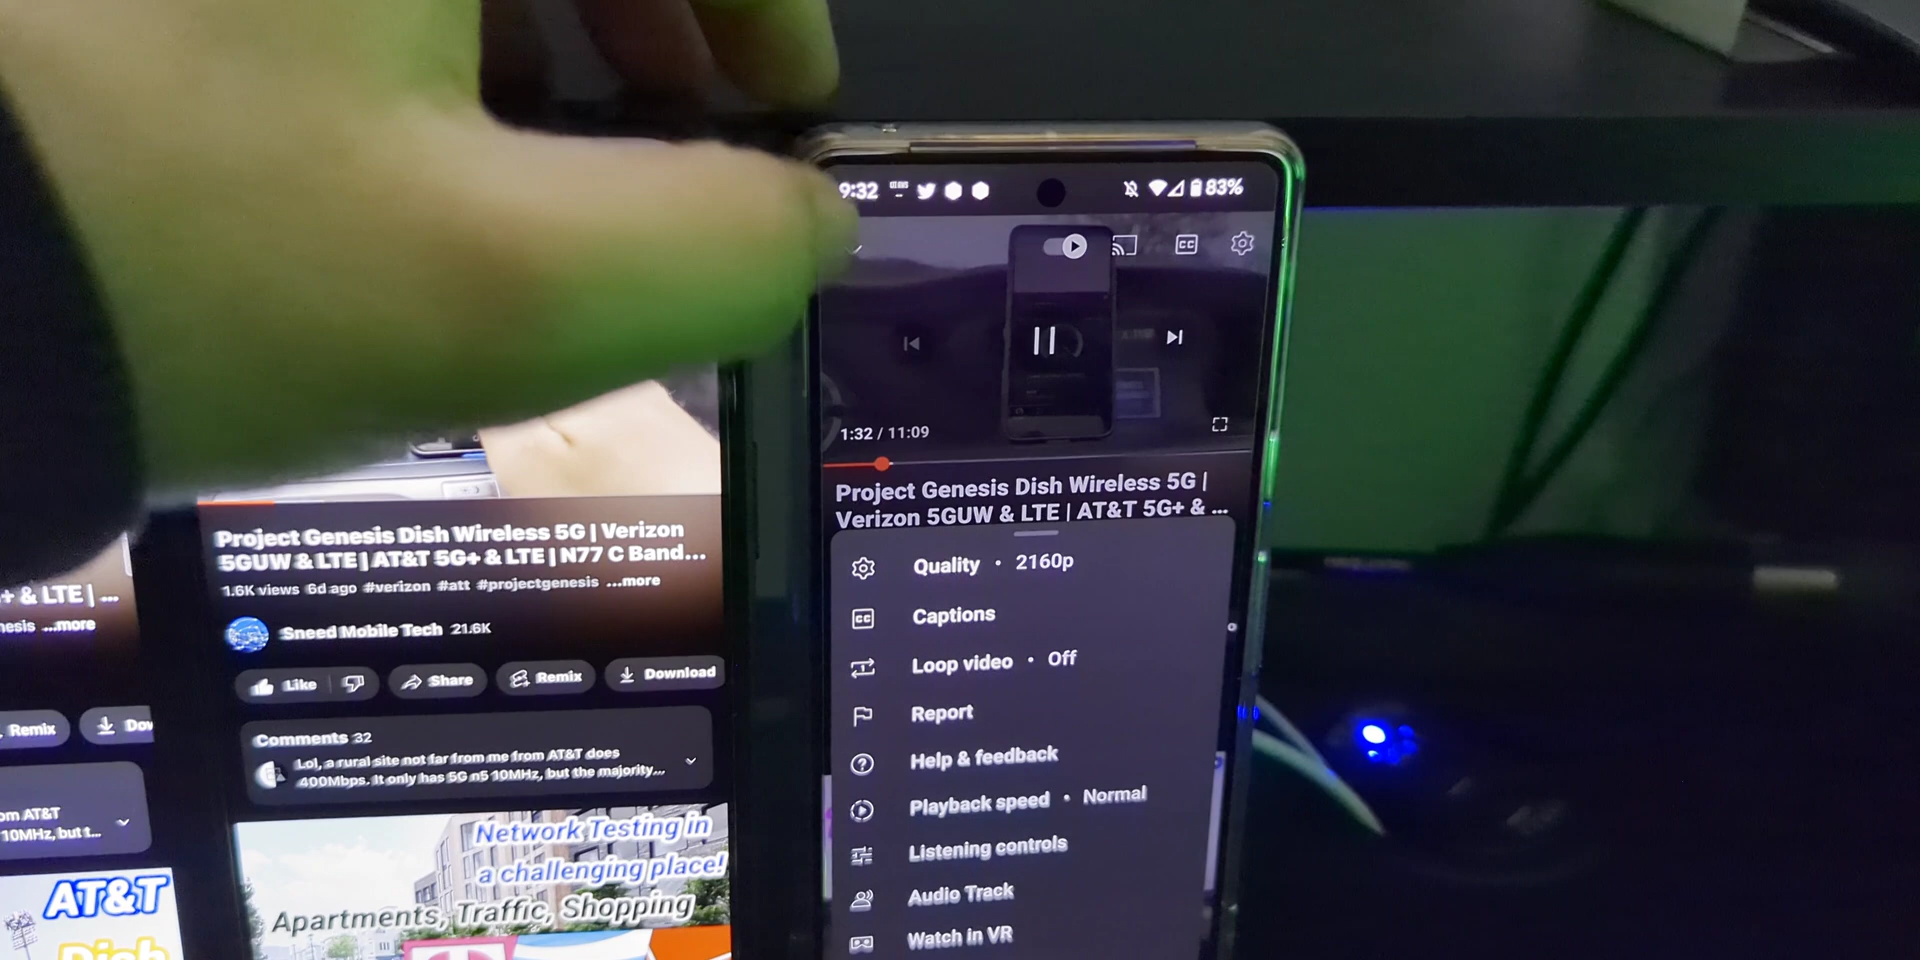 + & LTE | ...
nesis ...more
Remix
Dov
om AT&T
10MHz, but t...
AT&T
Dish
Project Genesis Dish Wireless 5G | Verizon
5GUW & LTE | AT&T 5G+ & LTE | N77 C Band...
1.6K views 6d ago #verizon #att #projectgenesis ...more
Sneed Mobile Tech 21.6K
Like
Share
Remix
Download
Comments 32
Lol, a rural site not far from me from AT&T does
400Mbps. It only has 5G n5 10MHz, but the majority...
Network Testing in
a challenging place!
Apartments, Traffic, Shopping
9:32
83%
CC
1:32 / 11:09
Project Genesis Dish Wireless 5G |
Verizon 5GUW & LTE | AT&T 5G+ & ...
Quality • 2160p
CC Captions
Loop video • Off
Report
Help & feedback
Playback speed • Normal
Listening controls
Audio Track
Watch in VR